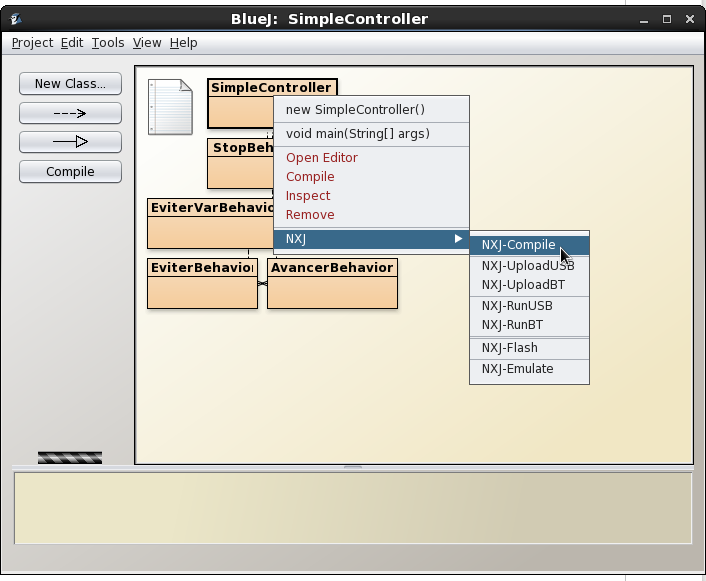 BlueJ: SimpleController
Project Edit Tools View Help
New Class...
Compile
SimpleController
StopBeh
EviterVarBehavio
EviterBehavior
AvancerBehavior
new SimpleController()
void main(String[] args)
Open Editor
Compile
Inspect
Remove
NXJ
NXJ-Compile
NXJ-UploadUSB
NXJ-UploadBT
NXJ-RunUSB
NXJ-RunBT
NXJ-Flash
NXJ-Emulate